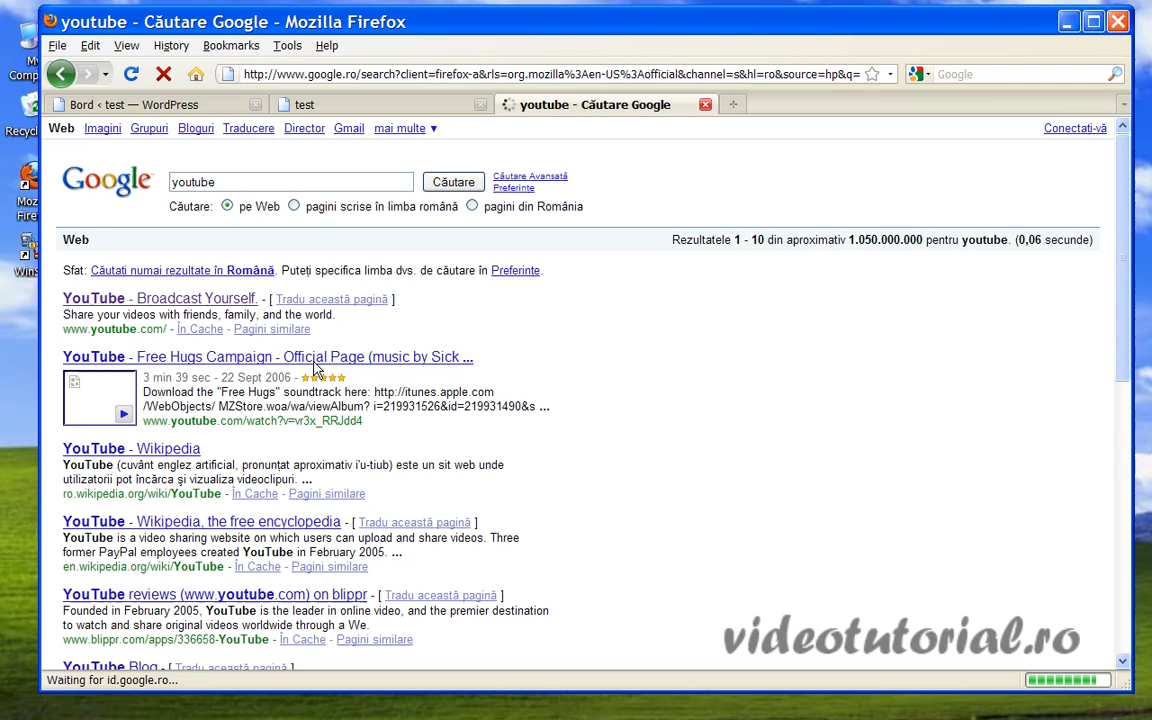 youtube - Căutare Google - Mozilla Firefox
File Edit View History Bookmarks Tools Help
http://www.google.ro/search?client=firefox-a&rls=org.mozilla%3Aen-US%3Aofficial&channel=s&hl=ro&source=hp&q= Google
Bord ‹ test — WordPress test youtube - Căutare Google
My
Comp
Recycl
Moz
Firef
WinS
Web Imagini Grupuri Bloguri Traducere Director Gmail mai multe ▼ Conectați-vă
Google youtube Căutare Căutare Avansată
Preferințe
Căutare: pe Web pagini scrise în limba română pagini din România
Web Rezultatele 1 - 10 din aproximativ 1.050.000.000 pentru youtube. (0,06 secunde)
Sfat: Căutați numai rezultate în Română. Puteți specifica limba dvs. de căutare în Preferințe.
YouTube - Broadcast Yourself. - [ Tradu această pagină ]
Share your videos with friends, family, and the world.
www.youtube.com/ - În Cache - Pagini similare
YouTube - Free Hugs Campaign - Official Page (music by Sick ...
3 min 39 sec - 22 Sept 2006 -
Download the "Free Hugs" soundtrack here: http://itunes.apple.com
/WebObjects/ MZStore.woa/wa/viewAlbum? i=219931526&id=219931490&s ...
www.youtube.com/watch?v=vr3x_RRJdd4
YouTube - Wikipedia
YouTube (cuvânt englez artificial, pronunțat aproximativ i'u-tiub) este un sit web unde
utilizatorii pot încărca şi vizualiza videoclipuri. ...
ro.wikipedia.org/wiki/YouTube - În Cache - Pagini similare
YouTube - Wikipedia, the free encyclopedia - [ Tradu această pagină ]
YouTube is a video sharing website on which users can upload and share videos. Three
former PayPal employees created YouTube in February 2005. ...
en.wikipedia.org/wiki/YouTube - În Cache - Pagini similare
YouTube reviews (www.youtube.com) on blippr - [ Tradu această pagină ]
Founded in February 2005, YouTube is the leader in online video, and the premier destination
to watch and share original videos worldwide through a We.
www.blippr.com/apps/336658-YouTube - În Cache - Pagini similare
YouTube Blog - [ Tradu această pagină ]
videotutorial.ro
Waiting for id.google.ro...